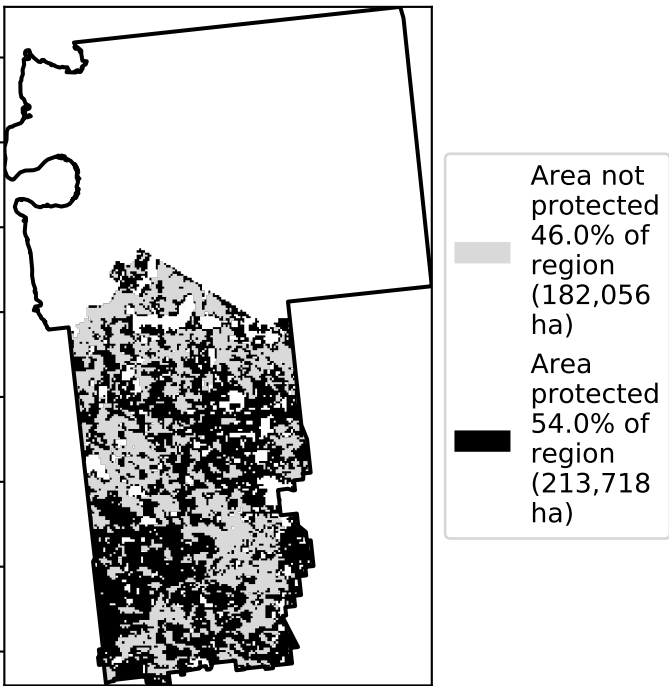 Area not
protected
46.0% of
region
(182,056
ha)
Area
protected
54.0% of
region
(213,718
ha)